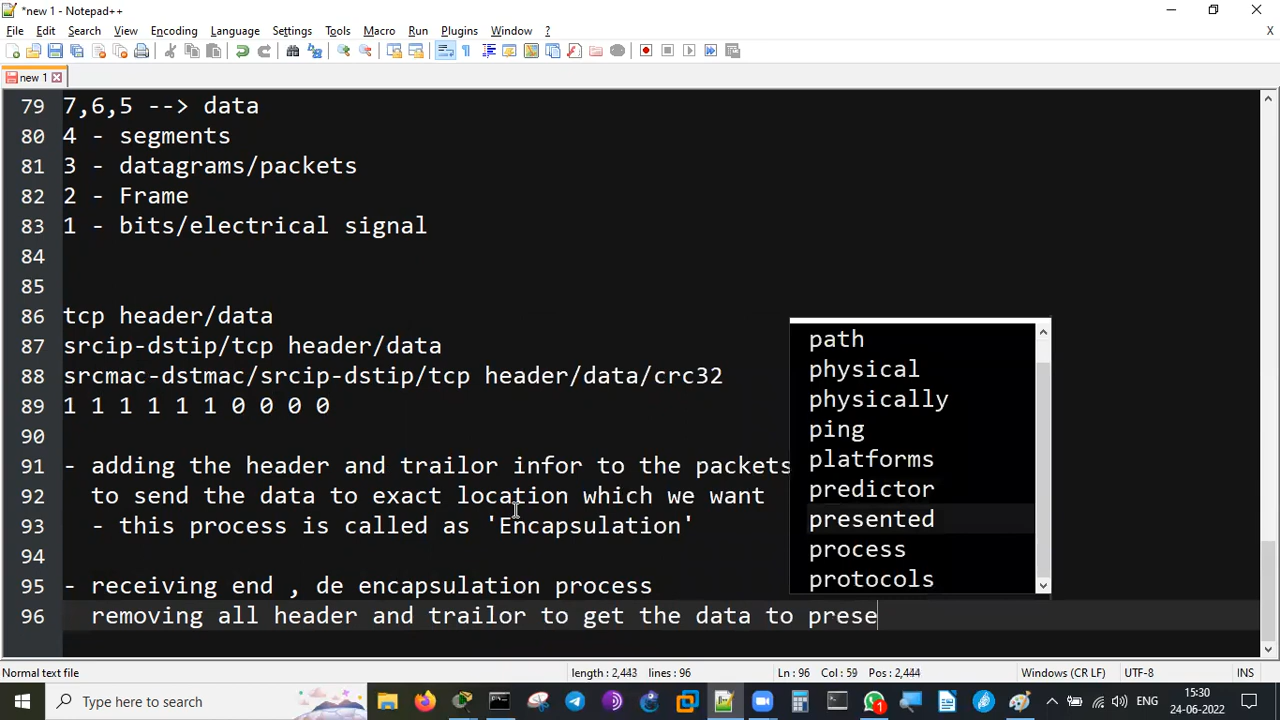 *new 1 - Notepad++
File Edit Search View Encoding Language Settings Tools Macro Run Plugins Window ? X
new 1
79 7,6,5 --> data
80 4 - segments
81 3 - datagrams/packets
82 2 - Frame
83 1 - bits/electrical signal
84
85
86 tcp header/data
87 srcip-dstip/tcp header/data
88 srcmac-dstmac/srcip-dstip/tcp header/data/crc32
89 1 1 1 1 1 1 0 0 0 0
90
91 - adding the header and trailor infor to the packets
92 to send the data to exact location which we want
93 - this process is called as 'Encapsulation'
94
95 - receiving end , de encapsulation process
96 removing all header and trailor to get the data to prese
path
physical
physically
ping
platforms
predictor
presented
process
protocols
Normal text file length : 2,443 lines : 96 Ln : 96 Col : 59 Pos : 2,444 Windows (CR LF) UTF-8 INS
Type here to search 1 ENG 15:30
24-06-2022